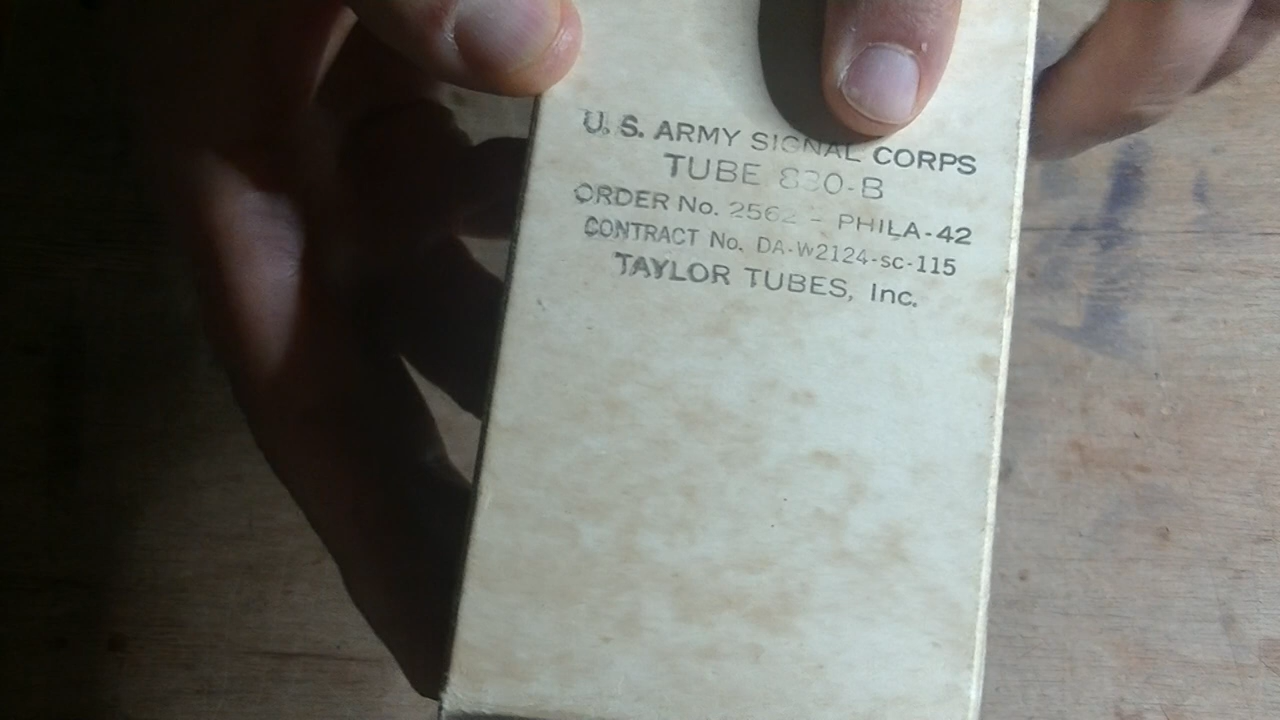 U. S. ARMY SIGNAL CORPS
TUBE 830-B
ORDER No. 2562 - PHILA-42
CONTRACT No. DA-W2124-sc-115
TAYLOR TUBES, Inc.